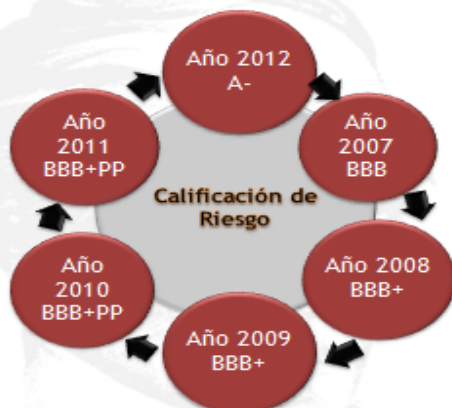 Año 2012
A-
Año
2007
BBB
Año 2008
BBB+
Año 2009
BBB+
Año
2010
BBB+PP
Año
2011
BBB+PP
Calificación de
Riesgo